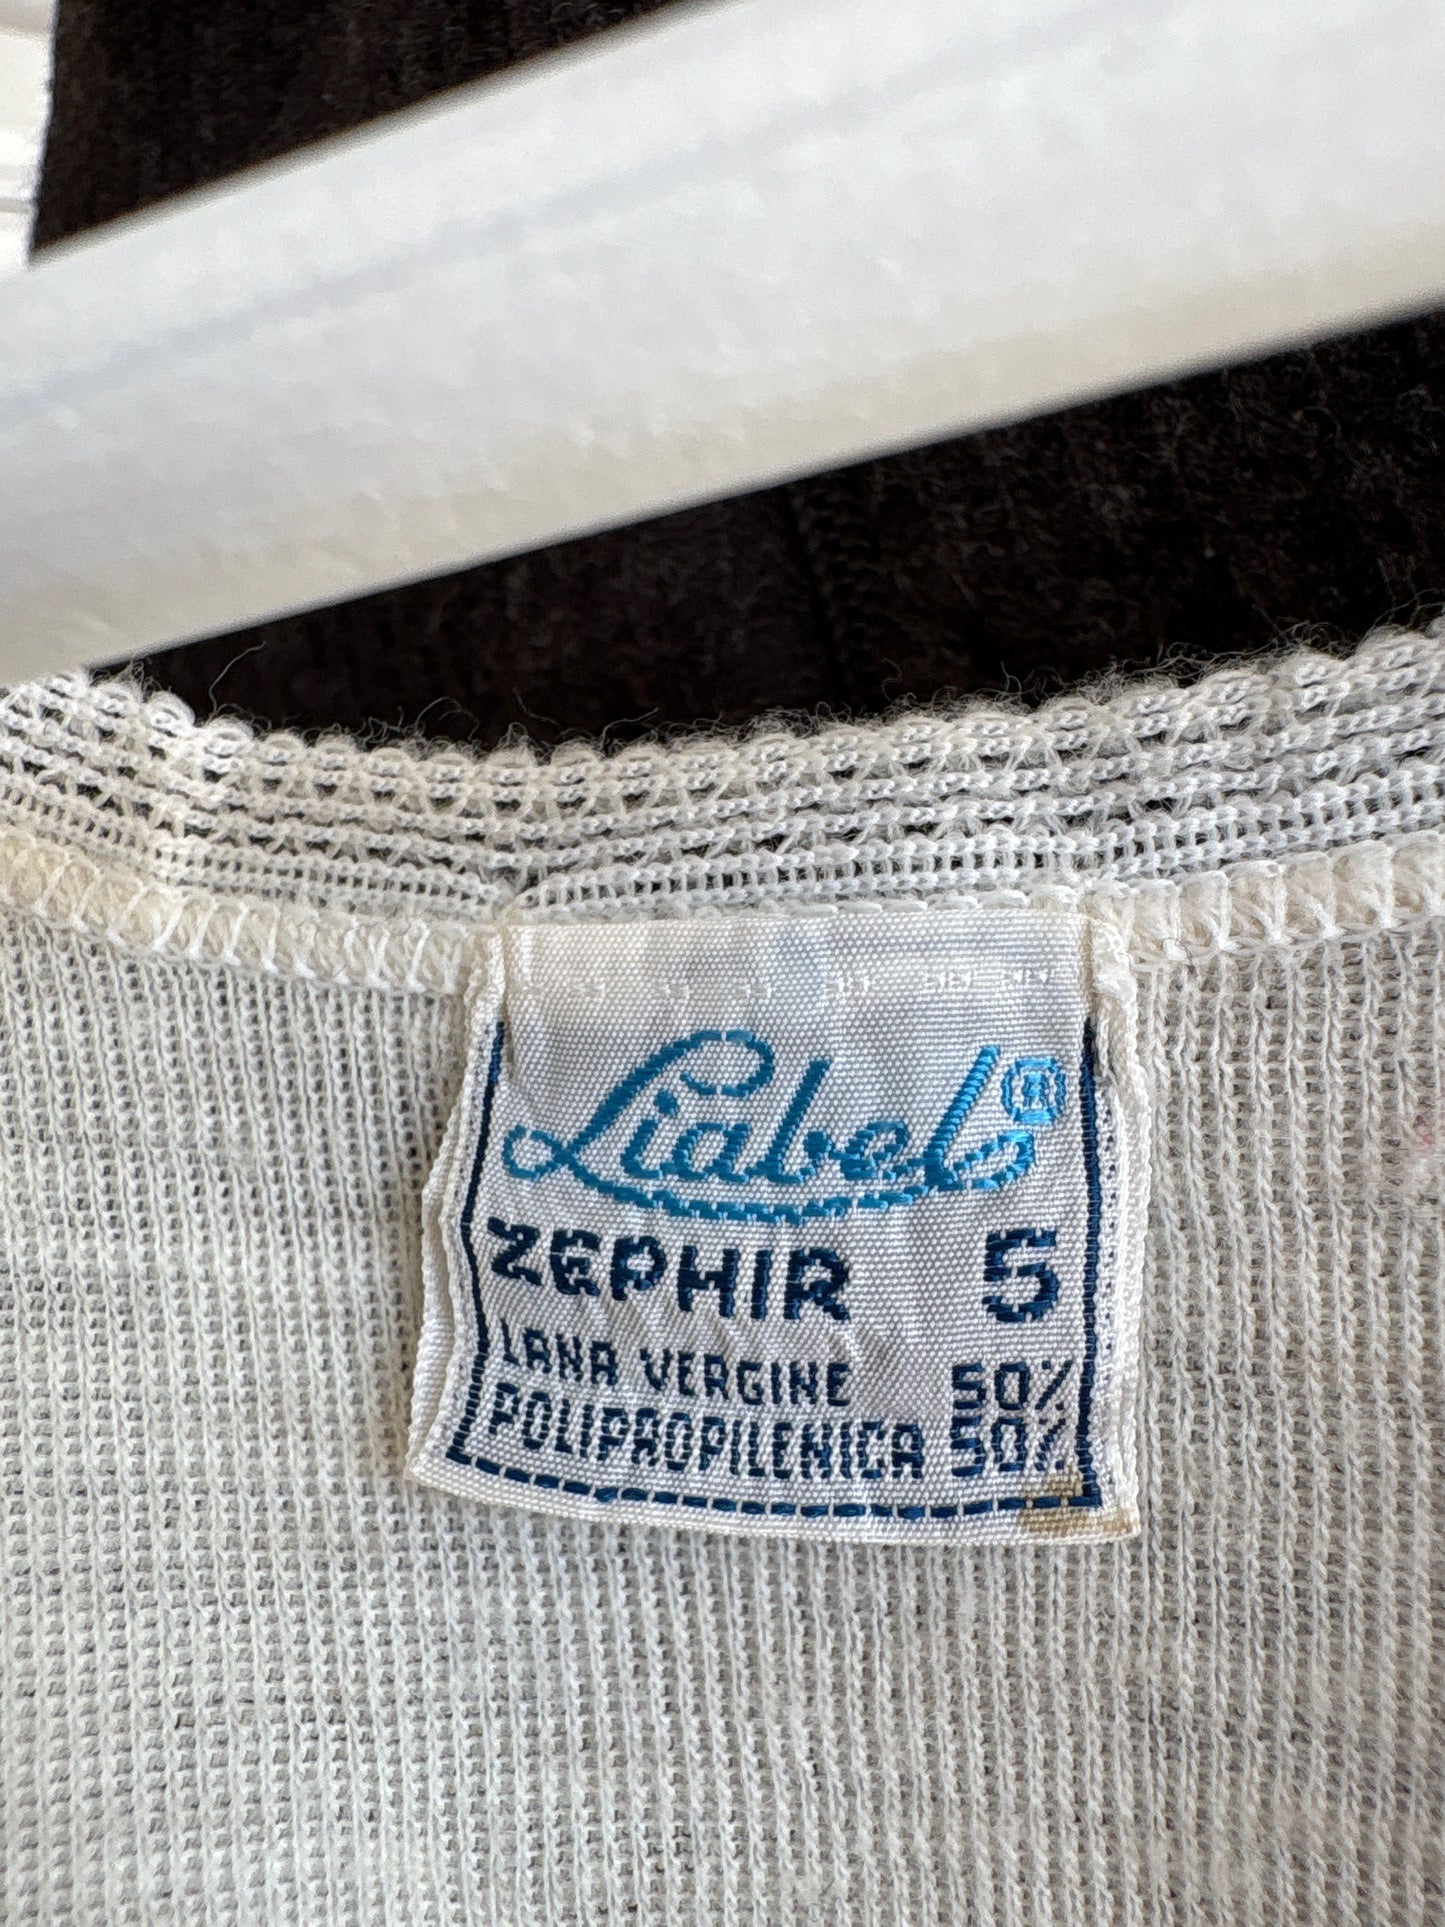 Liabel®
ZEPHIR 5
LANA VERGINE 50%
POLIPROPILENICA 50%